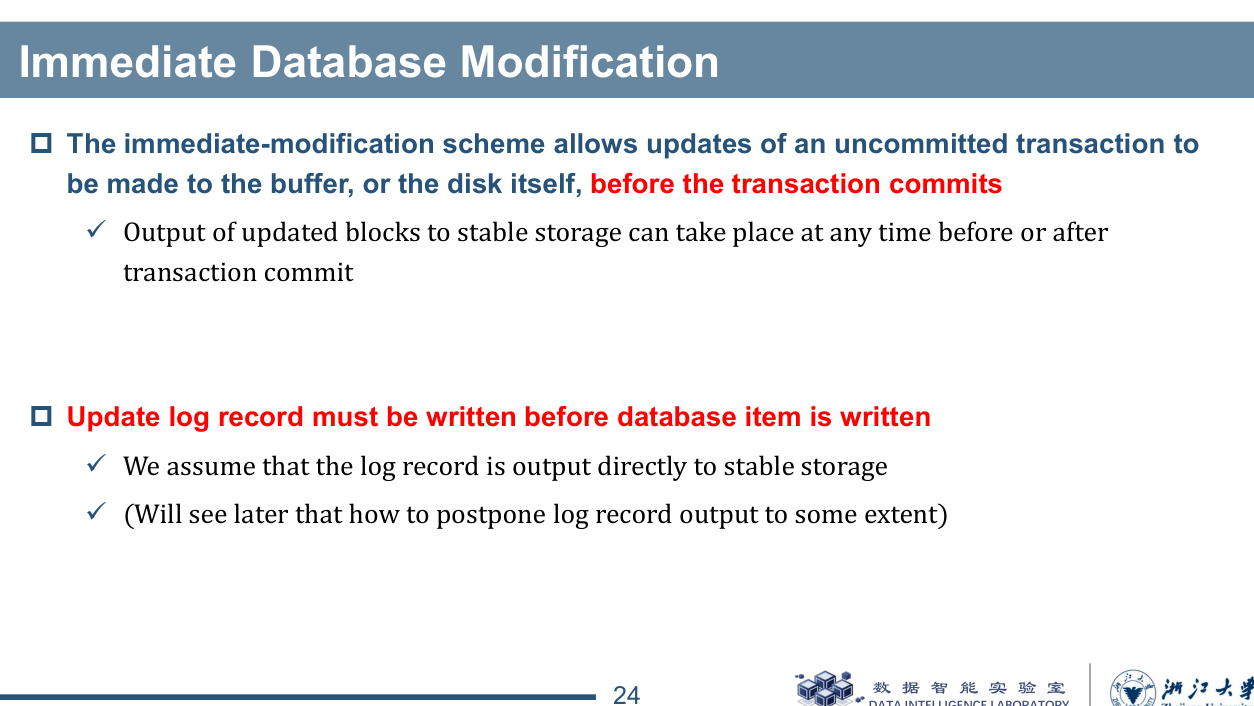 Immediate Database Modification
The immediate-modification scheme allows updates of an uncommitted transaction to
be made to the buffer, or the disk itself, before the transaction commits
Output of updated blocks to stable storage can take place at any time before or after
transaction commit
Update log record must be written before database item is written
We assume that the log record is output directly to stable storage
(Will see later that how to postpone log record output to some extent)
24
数据智能实验室
DATA INTELLIGENCE LABORATORY
浙江大学